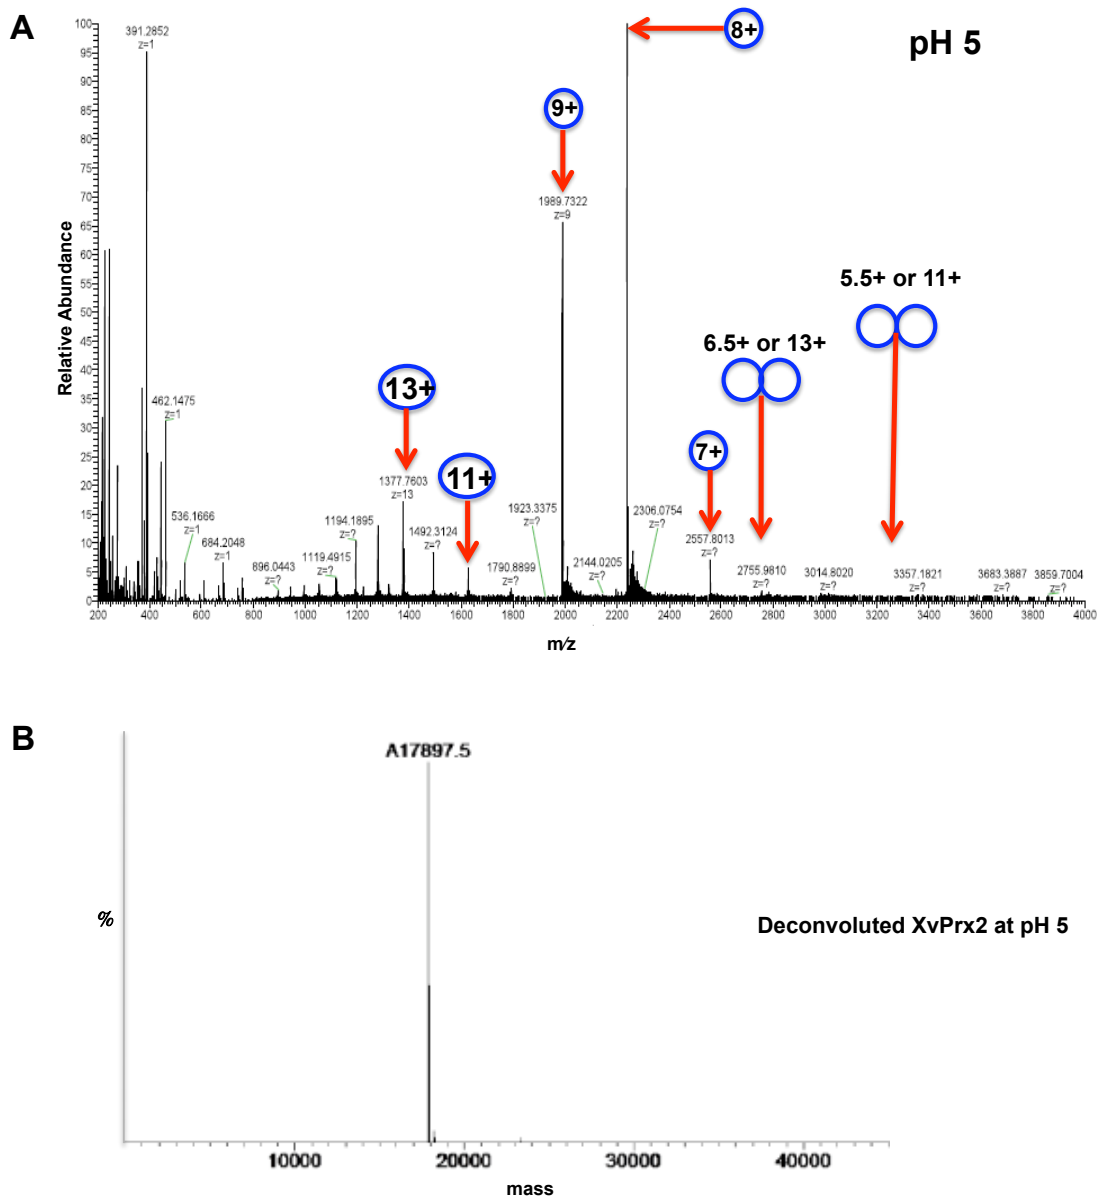 A
pH 5
8+
9+
13+
11+
7+
6.5+ or 13+
5.5+ or 11+
Relative Abundance
100
95
90
85
80
75
70
65
60
55
50
45
40
35
30
25
20
15
10
5
0
391.2852
z=1
462.1475
z=1
536.1666
z=1
684.2048
z=1
896.0443
z=?
1119.4915
z=?
1194.1895
z=?
1377.7603
z=13
1492.3124
z=?
1790.8899
z=?
1923.3375
z=?
1989.7322
z=9
2144.0205
z=?
2306.0754
z=?
2557.8013
z=?
2755.9810
z=?
3014.8020
z=?
3357.1821
z=?
3683.3887
z=?
3859.7004
z=?
200 400 600 800 1000 1200 1400 1600 1800 2000 2200 2400 2600 2800 3000 3200 3400 3600 3800 4000
m/z
B
A17897.5
%
Deconvoluted XvPrx2 at pH 5
10000 20000 30000 40000
mass